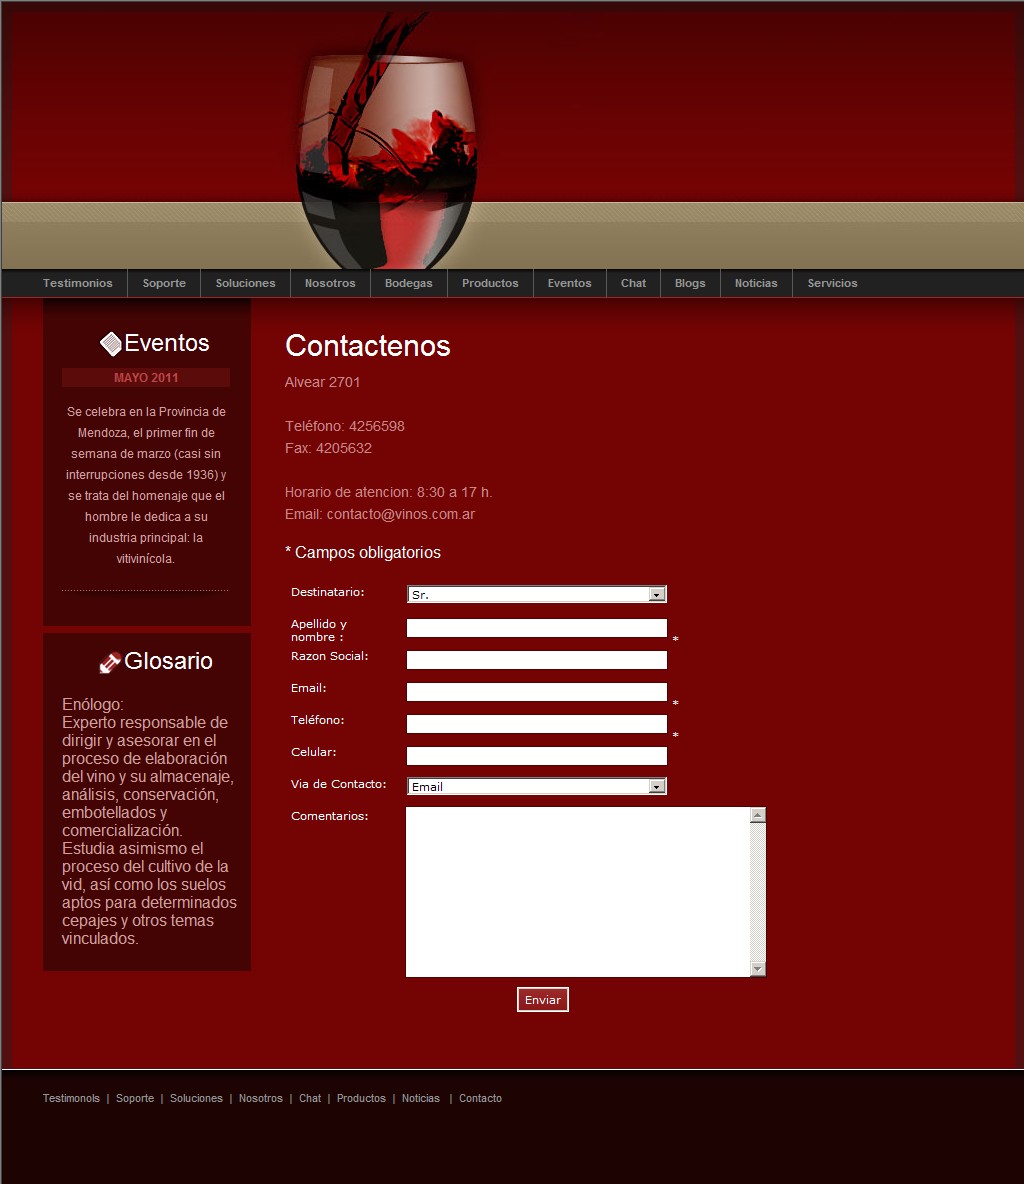 Testimonios Soporte Soluciones Nosotros Bodegas Productos Eventos Chat Blogs Noticias Servicios
Eventos
MAYO 2011
Se celebra en la Provincia de
Mendoza, el primer fin de
semana de marzo (casi sin
interrupciones desde 1936) y
se trata del homenaje que el
hombre le dedica a su
industria principal: la
vitivinícola.
Glosario
Enólogo:
Experto responsable de
dirigir y asesorar en el
proceso de elaboración
del vino y su almacenaje,
análisis, conservación,
embotellados y
comercialización.
Estudia asimismo el
proceso del cultivo de la
vid, así como los suelos
aptos para determinados
cepajes y otros temas
vinculados.
Contactenos
Alvear 2701
Teléfono: 4256598
Fax: 4205632
Horario de atencion: 8:30 a 17 h.
Email: contacto@vinos.com.ar
* Campos obligatorios
Destinatario: Sr.
Apellido y
nombre : *
Razon Social:
Email: *
Teléfono: *
Celular:
Via de Contacto: Email
Comentarios:
Enviar
Testimonols | Soporte | Soluciones | Nosotros | Chat | Productos | Noticias | Contacto